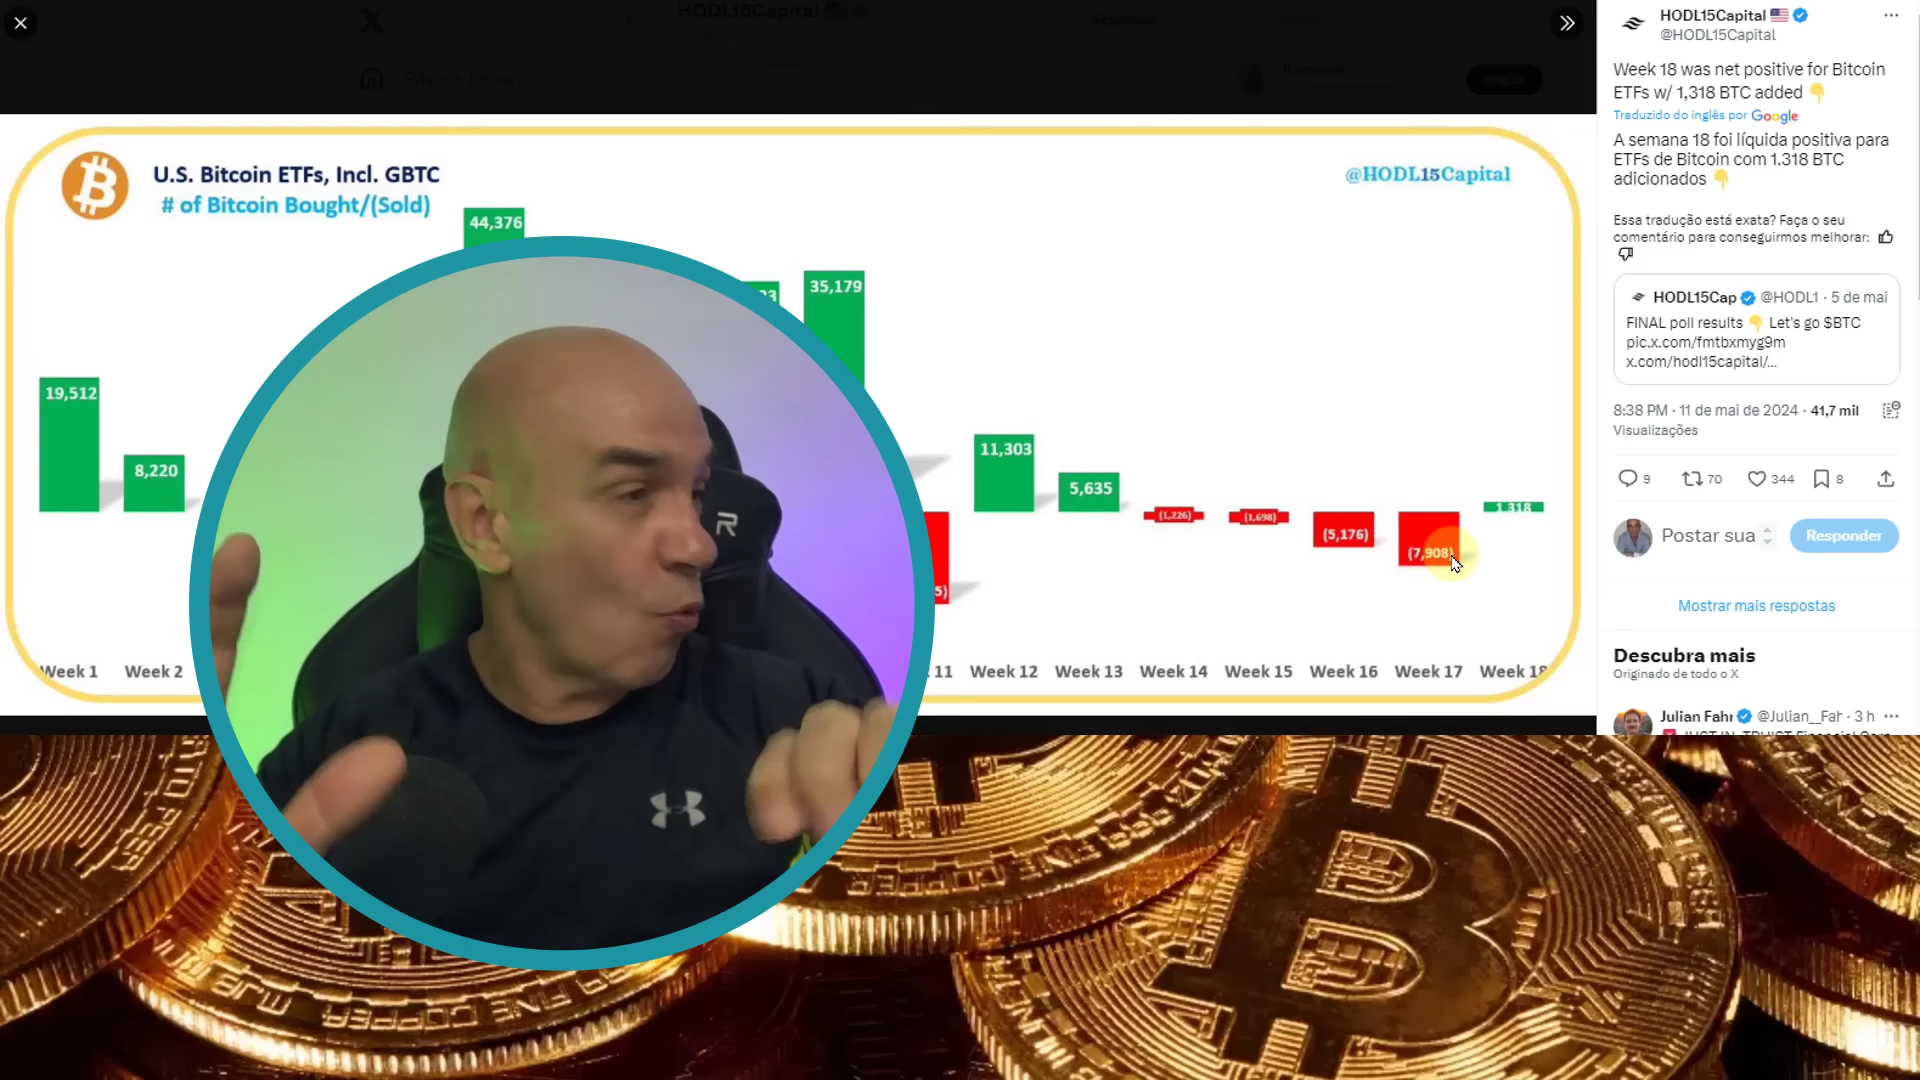 HODL15Capital
@HODL15Capital
Week 18 was net positive for Bitcoin
ETFs w/ 1,318 BTC added 👇
Traduzido do inglês por Google
A semana 18 foi líquida positiva para
ETFs de Bitcoin com 1.318 BTC
adicionados 👇
Essa tradução está exata? Faça o seu
comentário para conseguirmos melhorar:
HODL15Cap @HODL1 · 5 de mai
FINAL poll results 👇 Let's go $BTC
pic.x.com/fmtbxmyg9m
x.com/hodl15capital/...
8:38 PM · 11 de mai de 2024 · 41,7 mil
Visualizações
9 70 344 8
Postar sua
Responder
Mostrar mais respostas
Descubra mais
Originado de todo o X
Julian Fahr @Julian__Fahr · 3 h
U.S. Bitcoin ETFs, Incl. GBTC
# of Bitcoin Bought/(Sold)
@HODL15Capital
44,376
35,179
19,512
8,220
11,303
5,635
(1,226)
(1,698)
(5,176)
(7,908)
1,318
Week 1
Week 2
11
Week 12
Week 13
Week 14
Week 15
Week 16
Week 17
Week 18
R